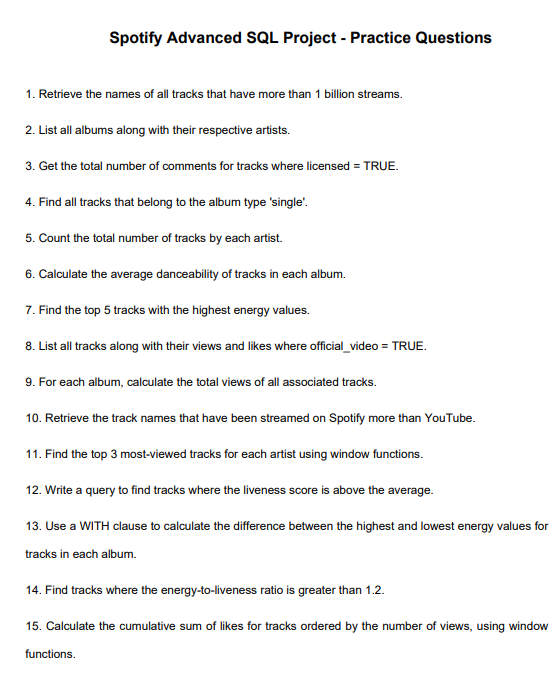 Spotify Advanced SQL Project - Practice Questions
1. Retrieve the names of all tracks that have more than 1 billion streams.
2. List all albums along with their respective artists.
3. Get the total number of comments for tracks where licensed = TRUE.
4. Find all tracks that belong to the album type 'single'.
5. Count the total number of tracks by each artist.
6. Calculate the average danceability of tracks in each album.
7. Find the top 5 tracks with the highest energy values.
8. List all tracks along with their views and likes where official_video = TRUE.
9. For each album, calculate the total views of all associated tracks.
10. Retrieve the track names that have been streamed on Spotify more than YouTube.
11. Find the top 3 most-viewed tracks for each artist using window functions.
12. Write a query to find tracks where the liveness score is above the average.
13. Use a WITH clause to calculate the difference between the highest and lowest energy values for
tracks in each album.
14. Find tracks where the energy-to-liveness ratio is greater than 1.2.
15. Calculate the cumulative sum of likes for tracks ordered by the number of views, using window
functions.